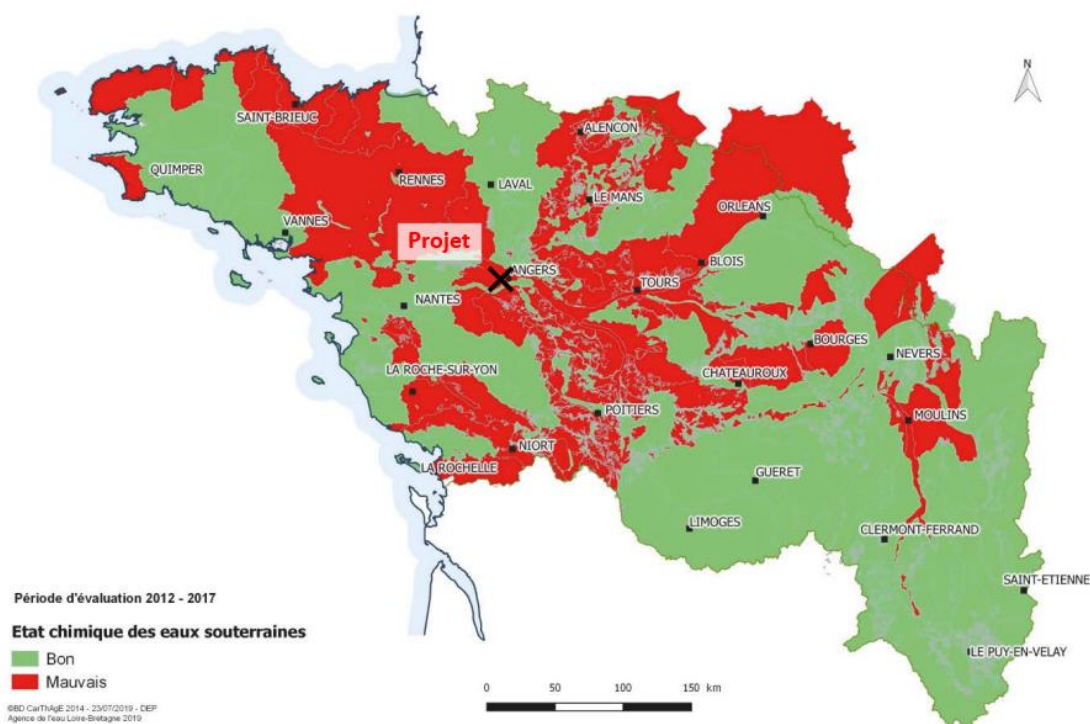 N
ALENCON
SAINT-BRIEUC
QUIMPER
RENNES
LAVAL
LE MANS
ORLEANS
VANNES
Projet
ANGERS
BLOIS
TOURS
NANTES
BOURGES
NEVERS
LA ROCHE-SUR-YON
CHATEAUROUX
POITIERS
MOULINS
NIORT
LA ROCHELLE
GUERET
LIMOGES
CLERMONT-FERRAND
SAINT-ETIENNE
LE PUY-EN-VELAY
Période d'évaluation 2012 - 2017
Etat chimique des eaux souterraines
Bon
Mauvais
0 50 100 150 km
©BD CarThAgE 2014 - 23/07/2019 - DEP
Agence de l'eau Loire-Bretagne 2019